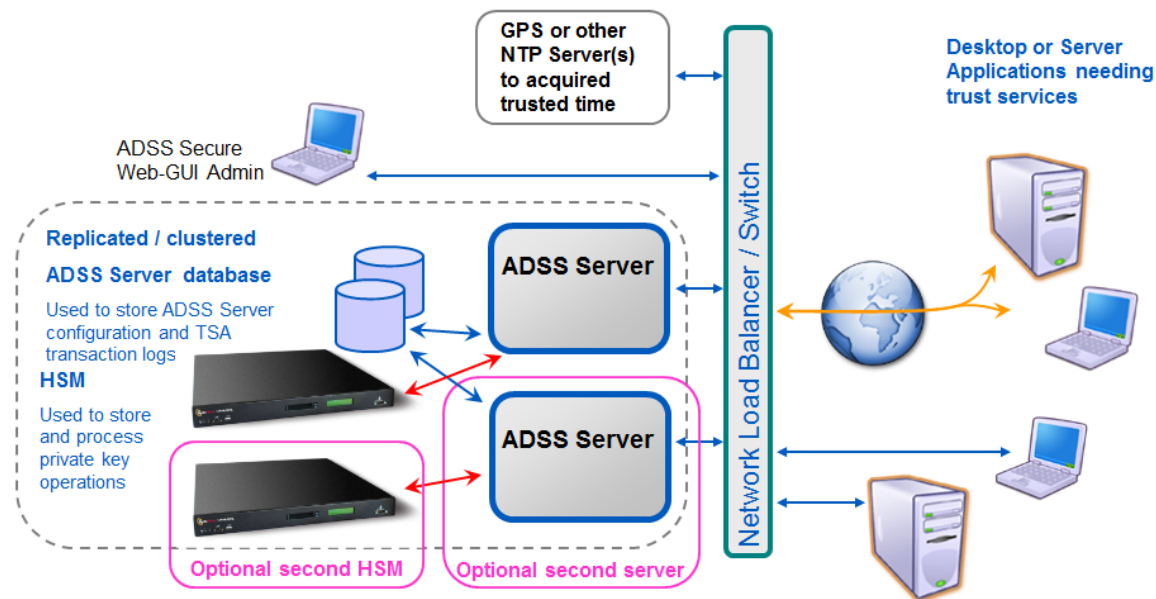 GPS or other
NTP Server(s)
to acquired
trusted time
Desktop or Server
Applications needing
trust services
ADSS Secure
Web-GUI Admin
Network Load Balancer / Switch
Replicated / clustered
ADSS Server database
Used to store ADSS Server
configuration and TSA
transaction logs
HSM
Used to store
and process
private key
operations
ADSS Server
ADSS Server
Optional second HSM
Optional second server